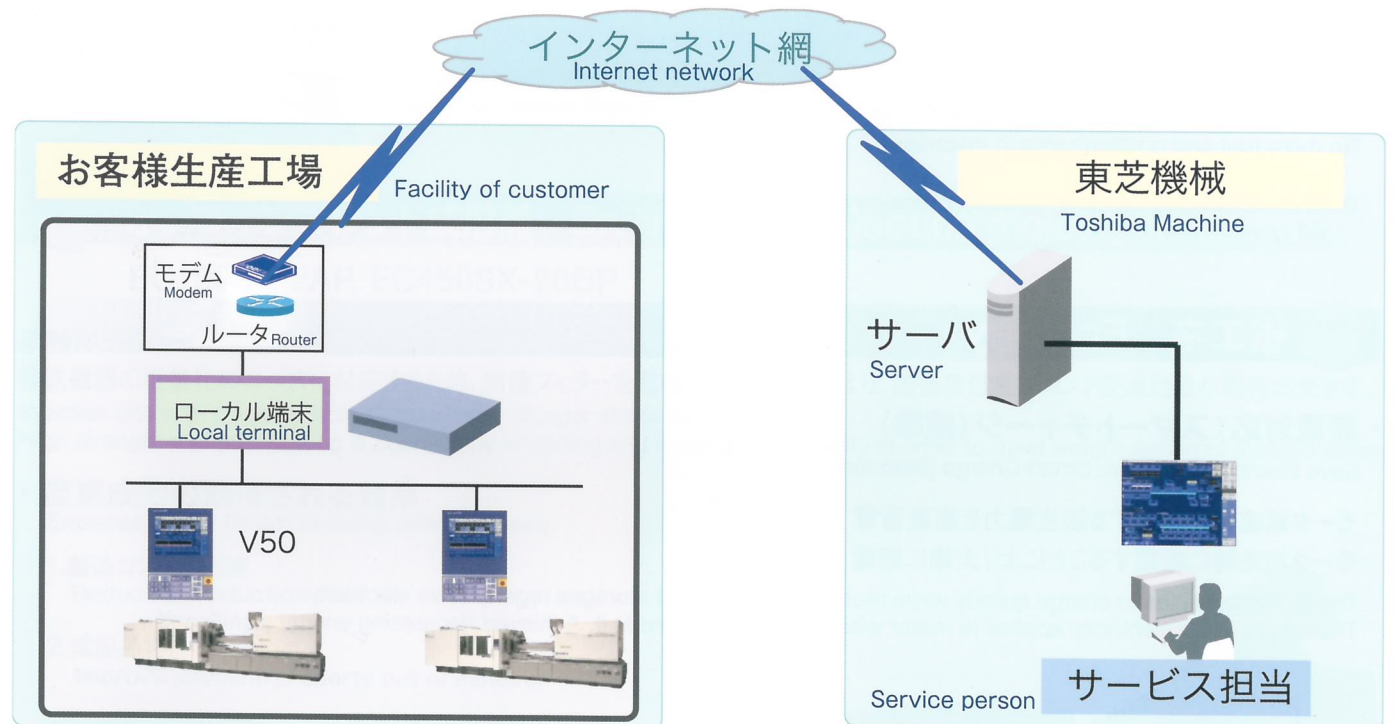 インターネット網
Internet network
お客様生産工場
Facility of customer
モデム
Modem
ルータ Router
ローカル端末
Local terminal
V50
東芝機械
Toshiba Machine
サーバ
Server
Service person サービス担当